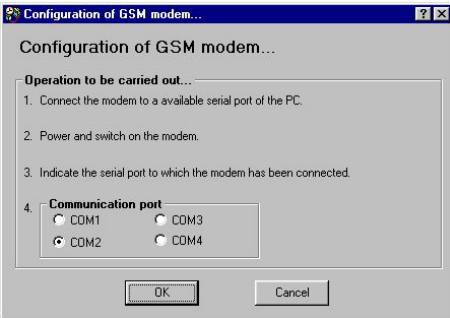 Configuration of GSM modem...
Configuration of GSM modem...
Operation to be carried out...
1. Connect the modem to a available serial port of the PC.
2. Power and switch on the modem.
3. Indicate the serial port to which the modem has been connected.
4. Communication port
COM1 COM3
COM2 COM4
OK Cancel